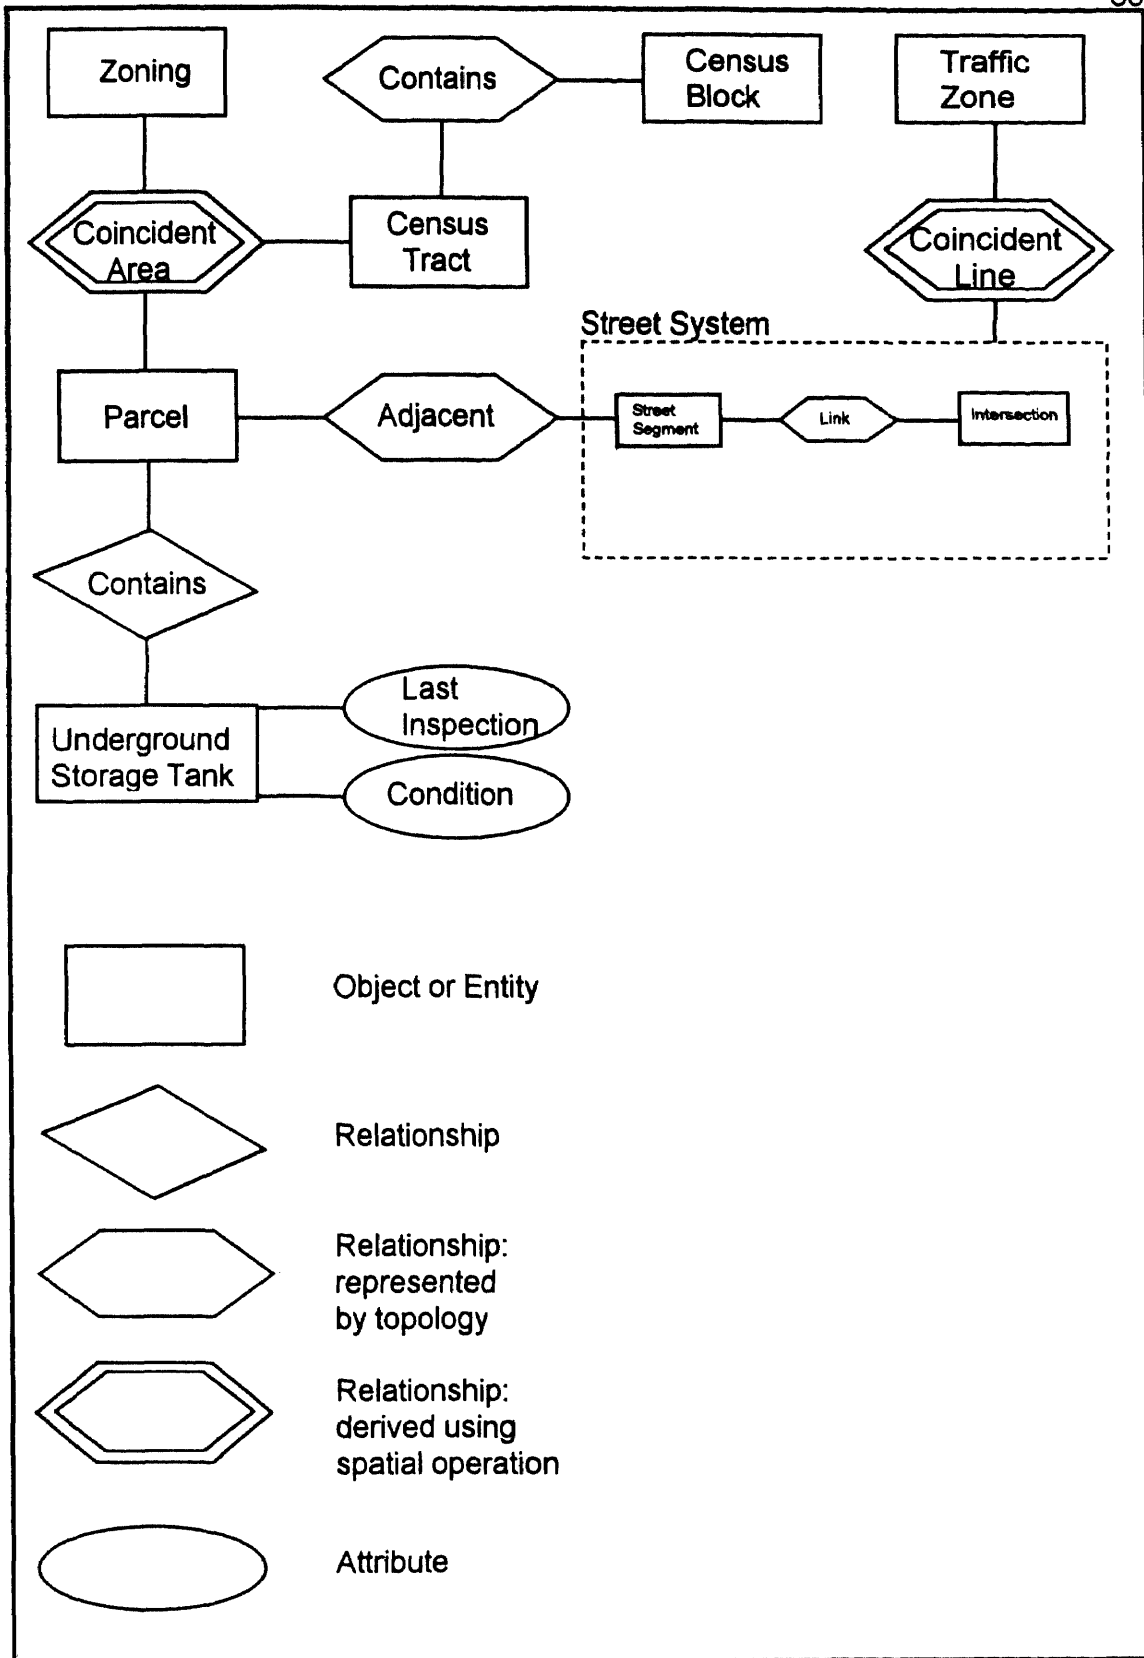 Zoning
Contains
Census
Block
Traffic
Zone
Coincident
Area
Census
Tract
Coincident
Line
Street System
Parcel
Adjacent
Street
Segment
Link
Intersection
Contains
Last
Inspection
Underground
Storage Tank
Condition
Object or Entity
Relationship
Relationship:
represented
by topology
Relationship:
derived using
spatial operation
Attribute